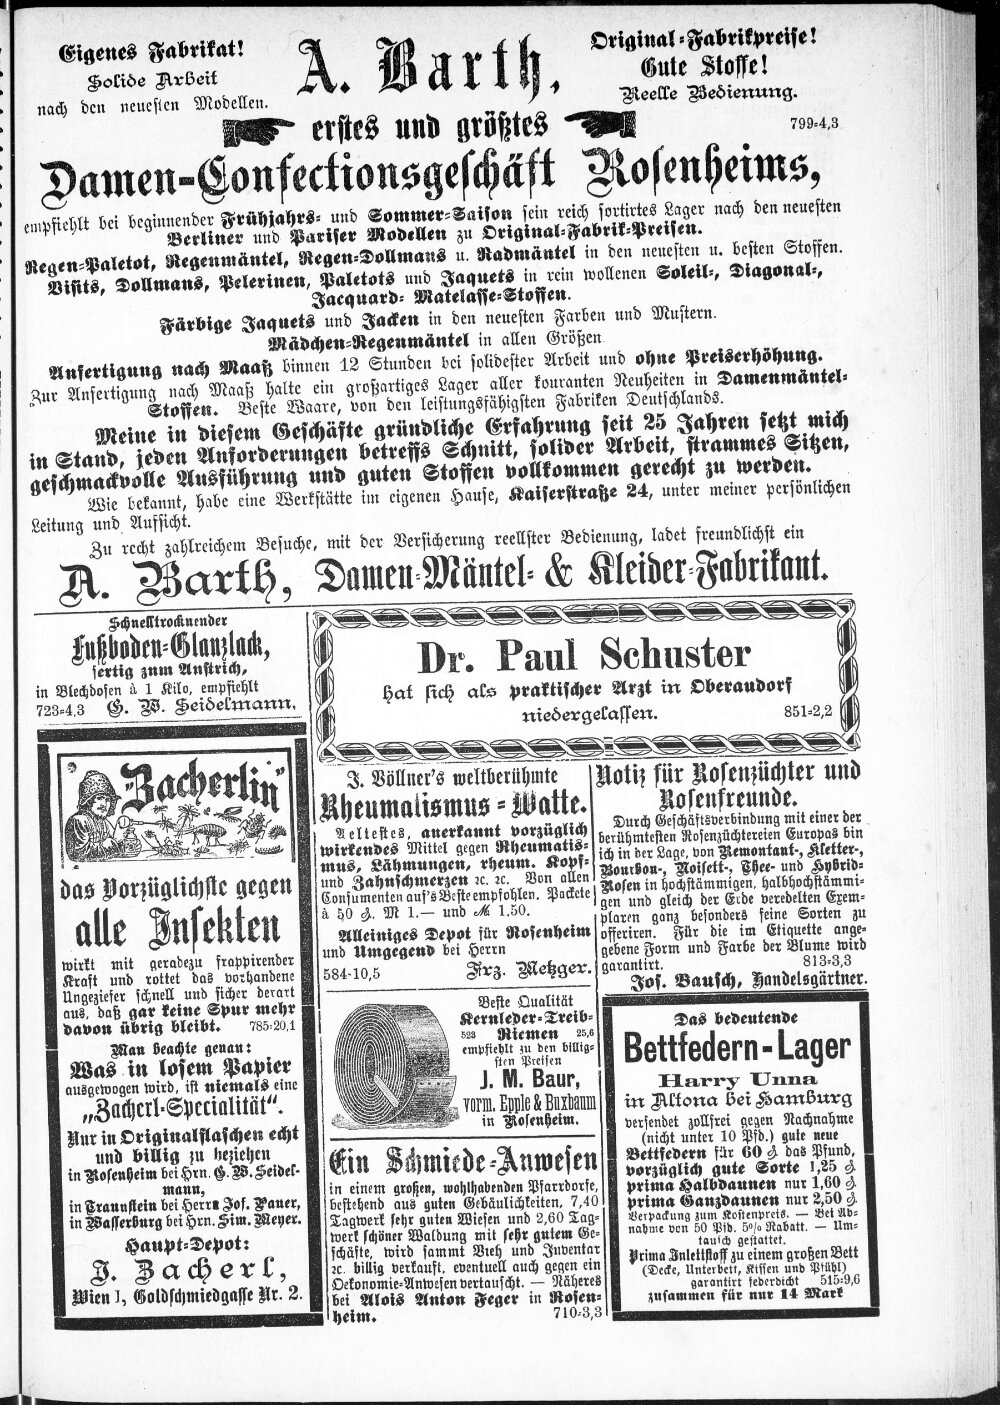 Eigenes Fabrikat!
Solide Arbeit
nach den neuesten Modellen.
A. Barth,
Original-Fabrikpreise!
Gute Stoffe!
Reelle Bedienung.
799-4,3
erstes und größtes
Damen-Confectionsgeschäft Rosenheims,
empfiehlt bei beginnender Frühjahrs- und Sommer-Saison sein reich sortirtes Lager nach den neuesten
Berliner und Pariser Modellen zu Original-Fabrik-Preisen.
Regen-Paletot, Regenmäntel, Regen-Dollmans u. Radmäntel in den neuesten u. besten Stoffen.
Visits, Dollmans, Pelerinen, Paletots und Jaquets in rein wollenen Soleil-, Diagonal-,
Jacquard- Matelasse-Stoffen.
Färbige Jaquets und Jacken in den neuesten Farben und Mustern.
Mädchen-Regenmäntel in allen Größen
Anfertigung nach Maaß binnen 12 Stunden bei solidester Arbeit und ohne Preiserhöhung.
Zur Anfertigung nach Maaß halte ein großartiges Lager aller kouranten Neuheiten in Damenmäntel-
Stoffen. Beste Waare, von den leistungsfähigsten Fabriken Deutschlands.
Meine in diesem Geschäfte gründliche Erfahrung seit 25 Jahren setzt mich
in Stand, jeden Anforderungen betreffs Schnitt, solider Arbeit, strammes Sitzen,
geschmackvolle Ausführung und guten Stoffen vollkommen gerecht zu werden.
Wie bekannt, habe eine Werkstätte im eigenen Hause, Kaiserstraße 24, unter meiner persönlichen
Leitung und Aufsicht.
Zu recht zahlreichem Besuche, mit der Versicherung reellster Bedienung, ladet freundlichst ein
A. Barth, Damen-Mäntel- & Kleider-Fabrikant.
Schnelltrocknender
Fußboden-Glanzlack,
fertig zum Anstrich,
in Blechdosen à 1 Kilo, empfiehlt
723-4,3 G. W. Seidelmann.
Dr. Paul Schuster
hat sich als praktischer Arzt in Oberaudorf
niedergelassen. 851-2,2
"Zacherlin"
das Vorzüglichste gegen
alle Insekten
wirkt mit geradezu frappirender
Kraft und rottet das vorhandene
Ungeziefer schnell und sicher derart
aus, daß gar keine Spur mehr
davon übrig bleibt. 785-20,1
Man beachte genau:
Was in losem Papier
ausgewogen wird, ist niemals eine
„Zacherl-Specialität".
Nur in Originalflaschen echt
und billig zu beziehen
in Rosenheim bei Hrn. G. W. Seidel-
mann,
in Traunstein bei Herrn Jos. Pauer,
in Wasserburg bei Hrn. Sim. Meyer.
Haupt-Depot:
J. Zacherl,
Wien I, Goldschmiedgasse Nr. 2.
J. Völlner's weltberühmte
Rheumatismus-Watte.
Aeltestes, anerkannt vorzüglich
wirkendes Mittel gegen Rheumatis-
mus, Lähmungen, rheum. Kopf-
und Zahnschmerzen ꝛc. ꝛc. Von allen
Consumenten auf's Beste empfohlen. Packete
à 50 ₰. M 1.— und ℳ 1.50.
Alleiniges Depot für Rosenheim
und Umgegend bei Herrn
584-10,5 Frz. Metzger.
Beste Qualität
Kernleder-Treib-
523 Riemen 25,6
empfiehlt zu den billig-
sten Preisen
J. M. Baur,
vorm. Epple & Buxbaum
in Rosenheim.
Ein Schmiede-Anwesen
in einem großen, wohlhabenden Pfarrdorfe,
bestehend aus guten Gebäulichkeiten, 7,40
Tagwerk sehr guten Wiesen und 2,60 Tag-
werk schöner Waldung mit sehr gutem Ge-
schäfte, wird sammt Vieh und Inventar
ꝛc. billig verkauft, eventuell auch gegen ein
Oekonomie-Anwesen vertauscht. — Näheres
bei Alois Anton Feger in Rosen-
heim. 710-3,3
Notiz für Rosenzüchter und
Rosenfreunde.
Durch Geschäftsverbindung mit einer der
berühmtesten Rosenzüchtereien Europas bin
ich in der Lage, von Remontant-, Kletter-,
Bourbon-, Noisett-, Thee- und Hybrid-
Rosen in hochstämmigen, halbhochstämmi-
gen und gleich der Erde veredelten Exem-
plaren ganz besonders feine Sorten zu
offeriren. Für die im Etiquette ange-
gebene Form und Farbe der Blume wird
garantirt. 813-3,3
Jos. Bausch, Handelsgärtner.
Das bedeutende
Bettfedern-Lager
Harry Unna
in Altona bei Hamburg
versendet zollfrei gegen Nachnahme
(nicht unter 10 Pfd.) gute neue
Bettfedern für 60 ₰ das Pfund,
vorzüglich gute Sorte 1,25 ₰
prima Halbdaunen nur 1,60 ₰
prima Ganzdaunen nur 2,50 ₰
Verpackung zum Kostenpreis. — Bei Ab-
nahme von 50 Pfd. 5% Rabatt. — Um-
tausch gestattet.
Prima Inlettstoff zu einem großen Bett
(Decke, Unterbett, Kissen und Pfühl)
garantirt federdicht 515-9,6
zusammen für nur 14 Mark